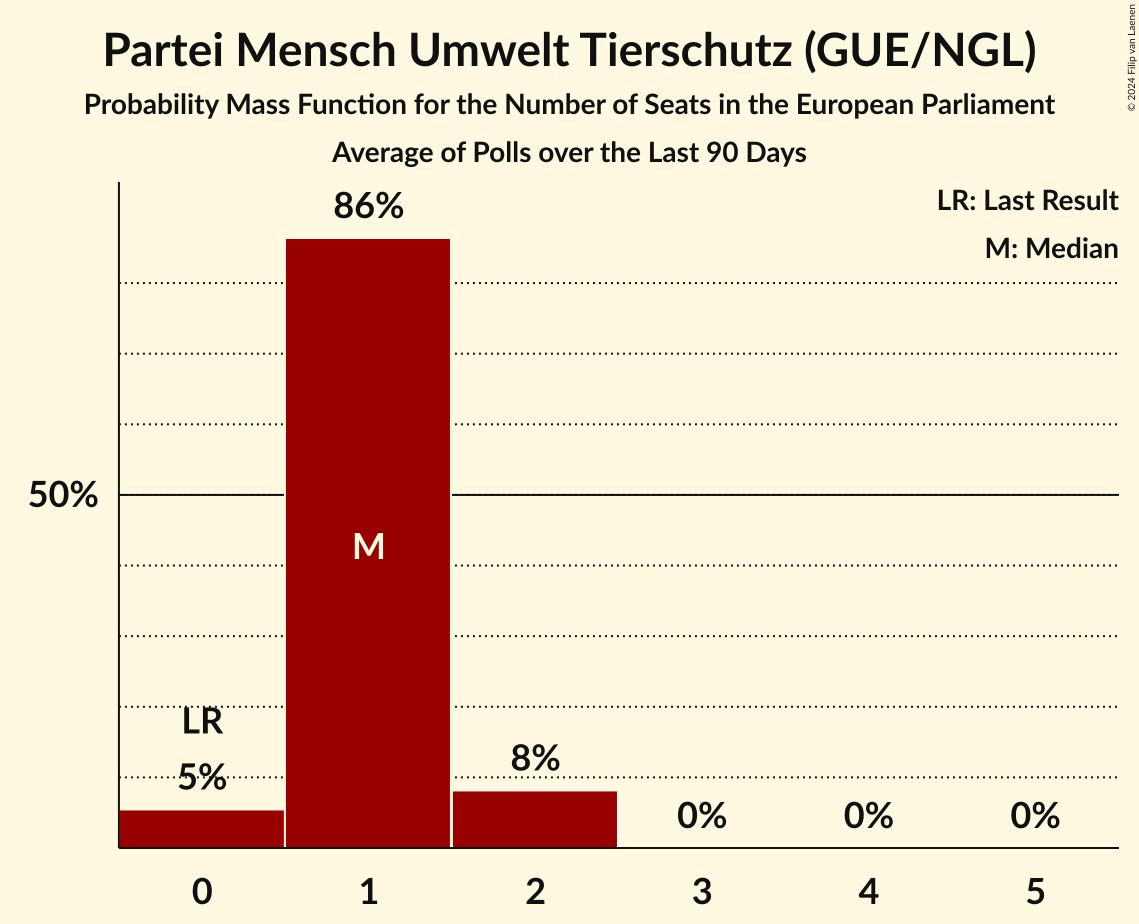 Partei Mensch Umwelt Tierschutz (GUE/NGL)
Probability Mass Function for the Number of Seats in the European Parliament
Average of Polls over the Last 90 Days
© 2024 Filip van Laenen
LR: Last Result
M: Median
86%
50%
M
LR
5%
8%
0%
0%
0%
0
1
2
3
4
5